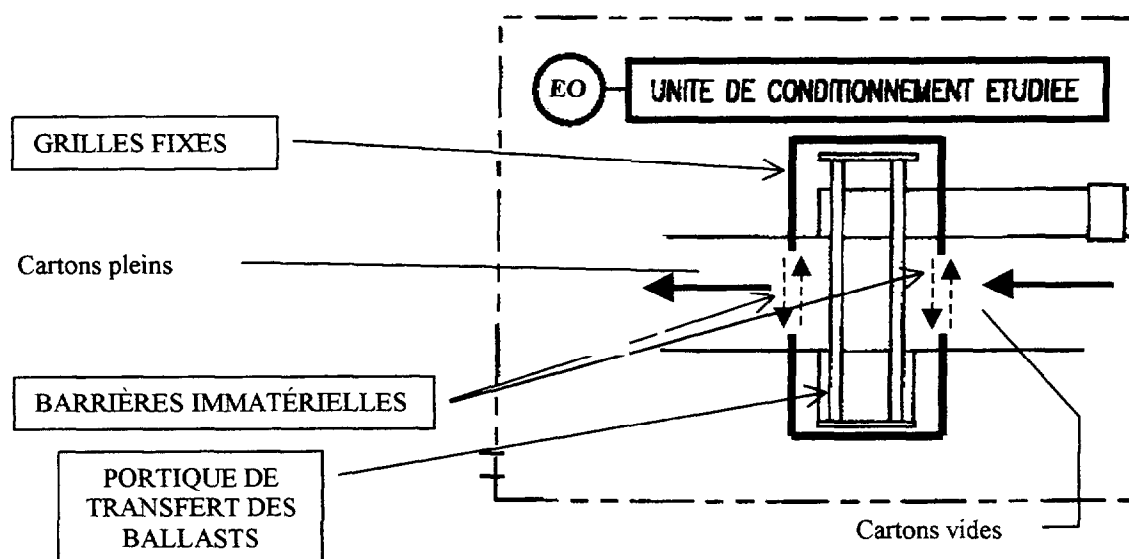 EO
UNITE DE CONDITIONNEMENT ETUDIEE
GRILLES FIXES
Cartons pleins
BARRIÈRES IMMATÉRIELLES
PORTIQUE DE
TRANSFERT DES
BALLASTS
Cartons vides